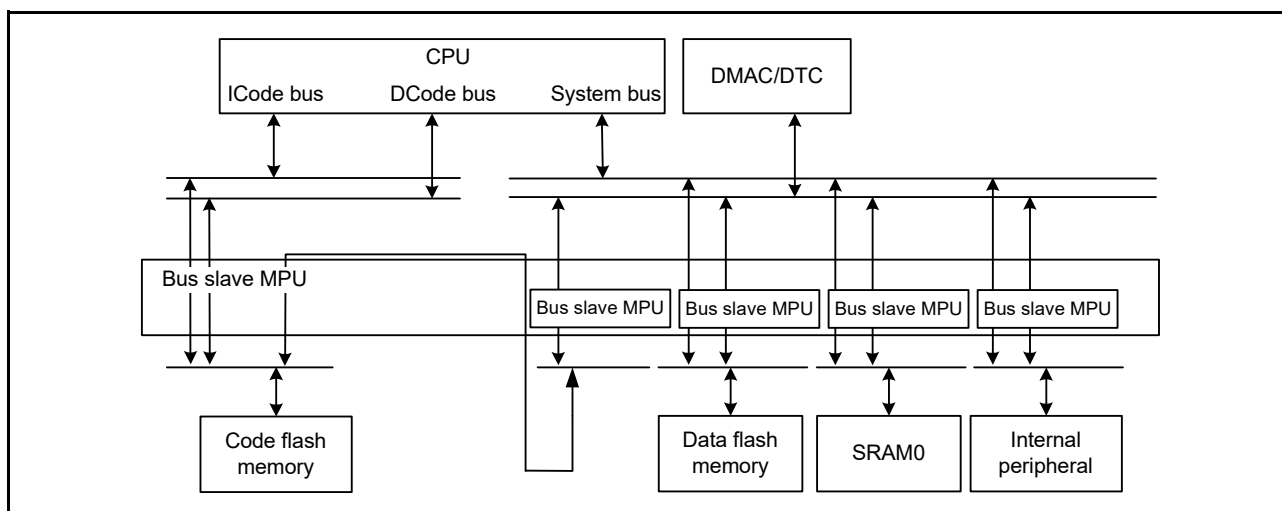 CPU
ICode bus
DCode bus
System bus
DMAC/DTC
Bus slave MPU
Bus slave MPU
Bus slave MPU
Bus slave MPU
Bus slave MPU
Code flash
memory
Data flash
memory
SRAM0
Internal
peripheral